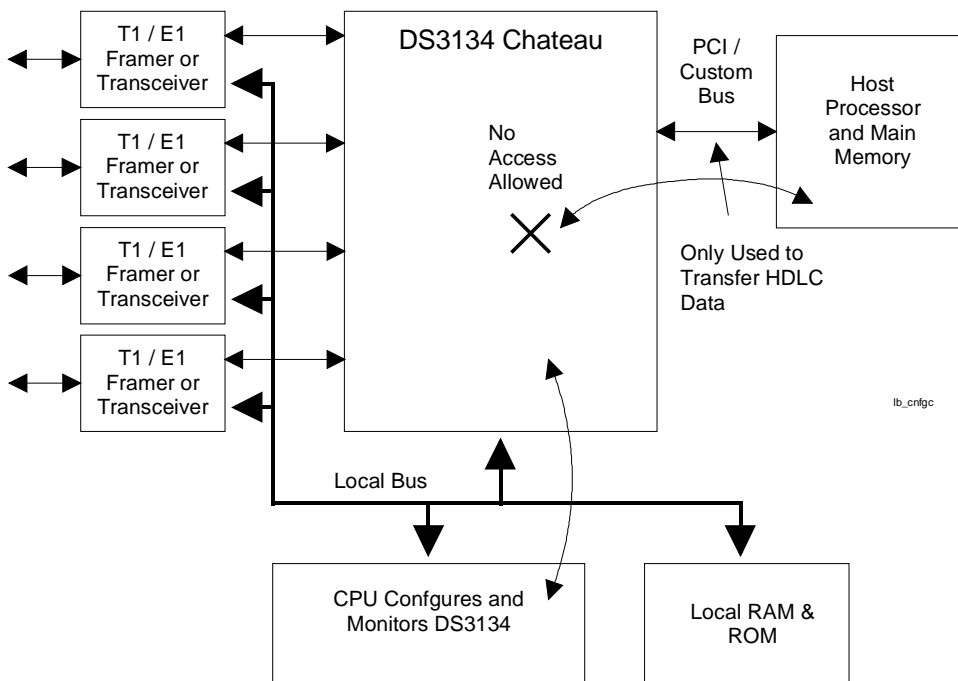 T1 / E1
Framer or
Transceiver
T1 / E1
Framer or
Transceiver
T1 / E1
Framer or
Transceiver
T1 / E1
Framer or
Transceiver
DS3134 Chateau
No
Access
Allowed
PCI /
Custom
Bus
Host
Processor
and Main
Memory
Only Used to
Transfer HDLC
Data
lb_cnfgc
Local Bus
CPU Confgures and
Monitors DS3134
Local RAM &
ROM